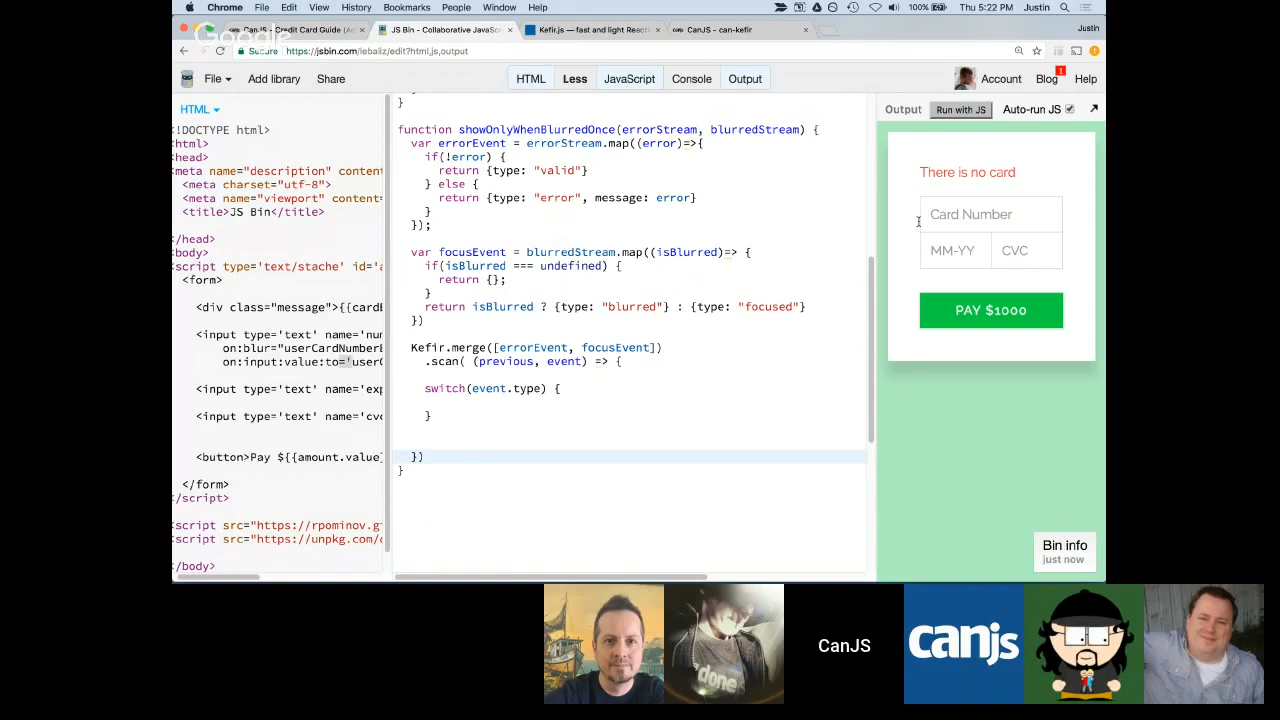 Chrome File Edit View History Bookmarks People Window Help
100% Thu 5:22 PM Justin
CanJS - Credit Card Guide (Ad
JS Bin - Collaborative JavaScr
Kefir.js — fast and light Reacti
CanJS - can-kefir
Justin
Google
Secure https://jsbin.com/lebaliz/edit?html,js,output
File Add library Share HTML Less JavaScript Console Output Account Blog 1 Help
HTML
Output Run with JS Auto-run JS
<!DOCTYPE html>
<html>
<head>
<meta name="description" content
<meta charset="utf-8">
<meta name="viewport" content=
<title>JS Bin</title>
</head>
<body>
<script type='text/stache' id='a
<form>
<div class="message">{{cardE
<input type='text' name='num
on:blur="userCardNumberB
on:input:value:to='userC
<input type='text' name='exp
<input type='text' name='cvc
<button>Pay ${{amount.value}
</form>
</script>
<script src="https://rpominov.gi
<script src="https://unpkg.com/c
</body>
}
function showOnlyWhenBlurredOnce(errorStream, blurredStream) {
var errorEvent = errorStream.map((error)=>{
if(!error) {
return {type: "valid"}
} else {
return {type: "error", message: error}
}
});
var focusEvent = blurredStream.map((isBlurred)=> {
if(isBlurred === undefined) {
return {};
}
return isBlurred ? {type: "blurred"} : {type: "focused"}
})
Kefir.merge([errorEvent, focusEvent])
.scan( (previous, event) => {
switch(event.type) {
}
})
}
There is no card
Card Number
MM-YY CVC
PAY $1000
Bin info
just now
done
CanJS
canjs